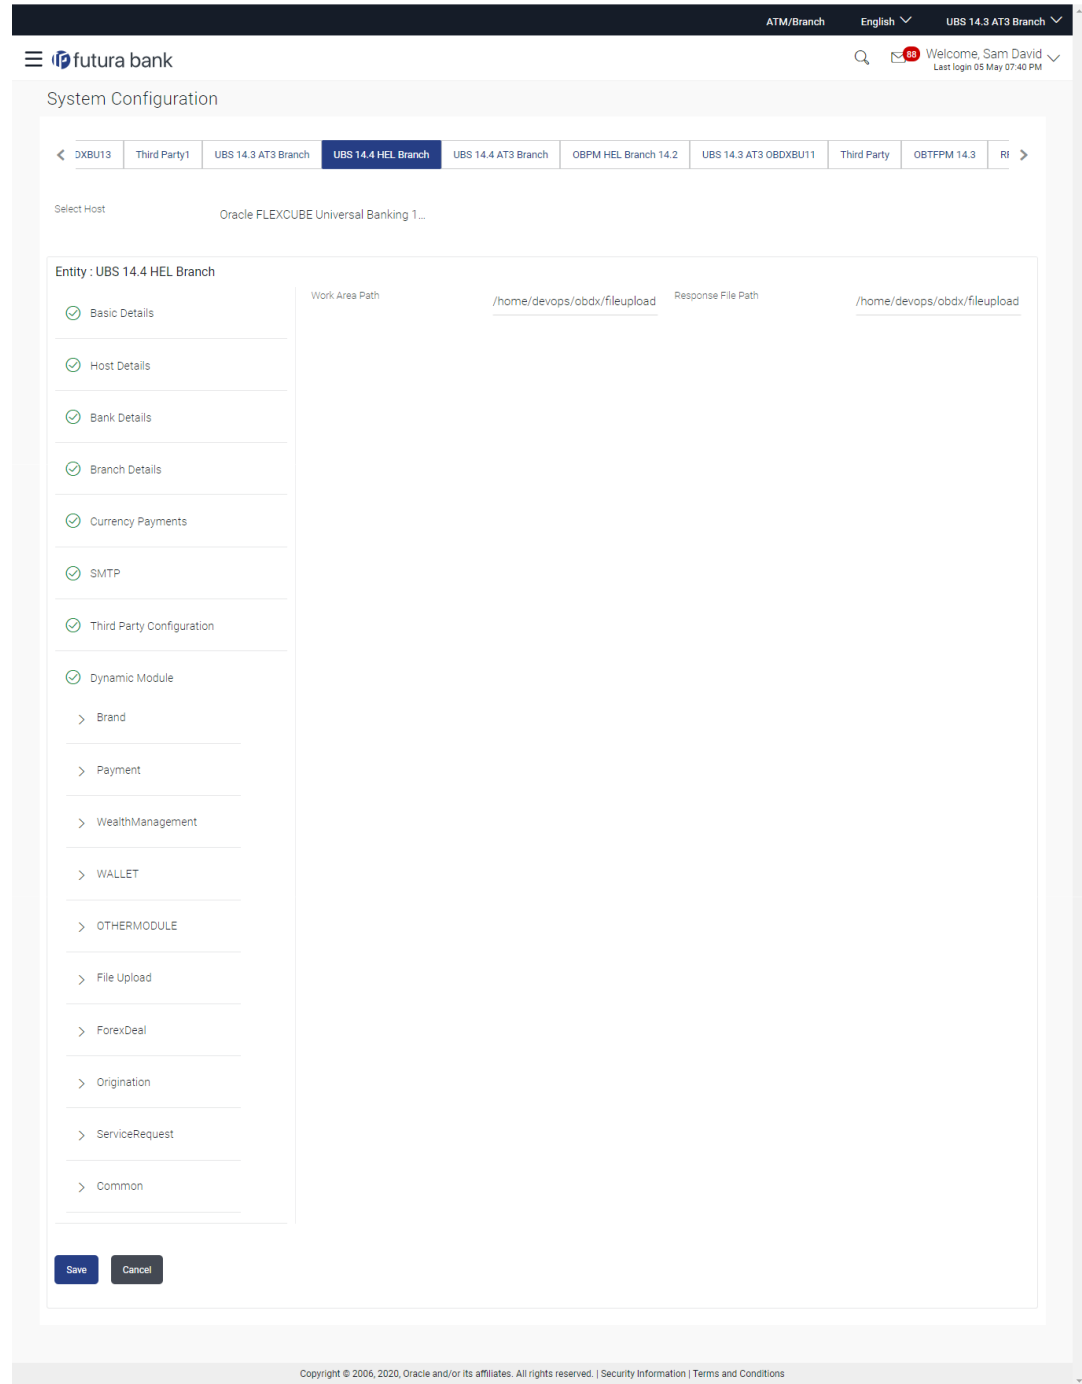 ATM/Branch English UBS 14.3 AT3 Branch
futura bank 88 Welcome, Sam David
Last login 05 May 07:40 PM
System Configuration
DXBU13 Third Party1 UBS 14.3 AT3 Branch UBS 14.4 HEL Branch UBS 14.4 AT3 Branch OBPM HEL Branch 14.2 UBS 14.3 AT3 OBDXBU11 Third Party OBTFPM 14.3
Select Host Oracle FLEXCUBE Universal Banking 1...
Entity : UBS 14.4 HEL Branch
Work Area Path /home/devops/obdx/fileupload Response File Path /home/devops/obdx/fileupload
Basic Details
Host Details
Bank Details
Branch Details
Currency Payments
SMTP
Third Party Configuration
Dynamic Module
Brand
Payment
WealthManagement
WALLET
OTHERMODULE
File Upload
ForexDeal
Origination
ServiceRequest
Common
Save Cancel
Copyright © 2006, 2020, Oracle and/or its affiliates. All rights reserved. | Security Information | Terms and Conditions